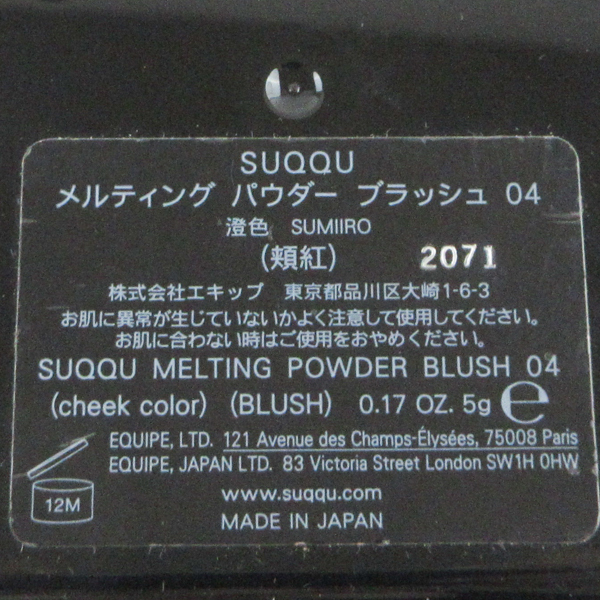 SUQQU
メルティング パウダー ブラッシュ 04
澄色 SUMIIRO
(頬紅) 2071
株式会社エキップ 東京都品川区大崎1-6-3
お肌に異常が生じていないかよく注意して使用してください。
お肌に合わない時はご使用をおやめください。
SUQQU MELTING POWDER BLUSH 04
(cheek color) (BLUSH) 0.17 OZ. 5g ℮
EQUIPE, LTD. 121 Avenue des Champs-Élysées, 75008 Paris
EQUIPE, JAPAN LTD. 83 Victoria Street London SW1H 0HW
12M
www.suqqu.com
MADE IN JAPAN